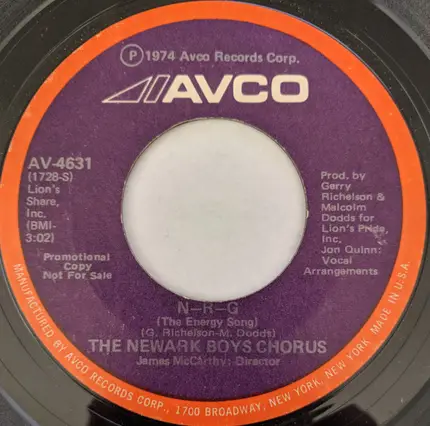 Ⓟ 1974 Avco Records Corp.
AVCO
AV-4631
(1728-S)
Lion's
Share,
Inc.
(BMI-
3:02)
Promotional
Copy
Not For Sale
Prod. by
Gerry
Richelson &
Malcolm
Dodds for
Lion's Pride,
Inc.
Jon Quinn:
Vocal
Arrangements
N-R-G
(The Energy Song)
(G. Richelson-M. Dodds)
THE NEWARK BOYS CHORUS
James McCarthy: Director
MANUFACTURED BY AVCO RECORDS CORP., 1700 BROADWAY, NEW YORK, NEW YORK MADE IN U.S.A.